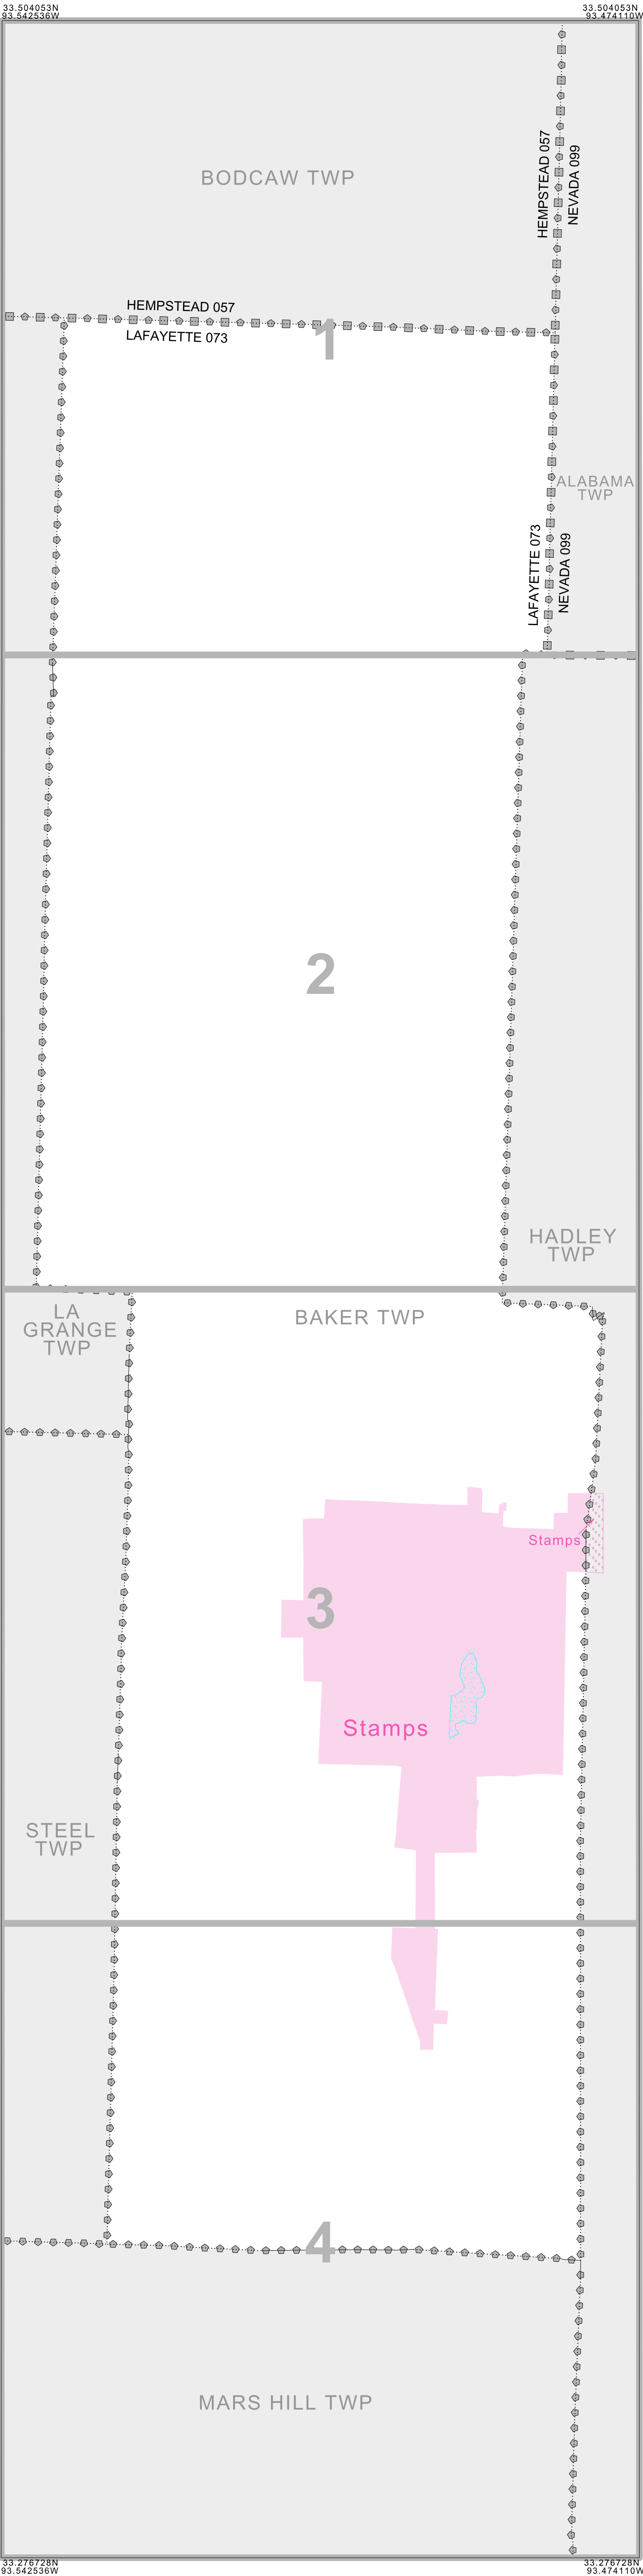 33.504053N
93.542536W
33.504053N
93.474110W
BODCAW TWP
HEMPSTEAD 057
NEVADA 099
HEMPSTEAD 057
LAFAYETTE 073
1
ALABAMA
TWP
LAFAYETTE 073
NEVADA 099
2
HADLEY
TWP
LA
GRANGE
TWP
BAKER TWP
Stamps
3
Stamps
STEEL
TWP
4
MARS HILL TWP
33.276728N
93.542536W
33.276728N
93.474110W